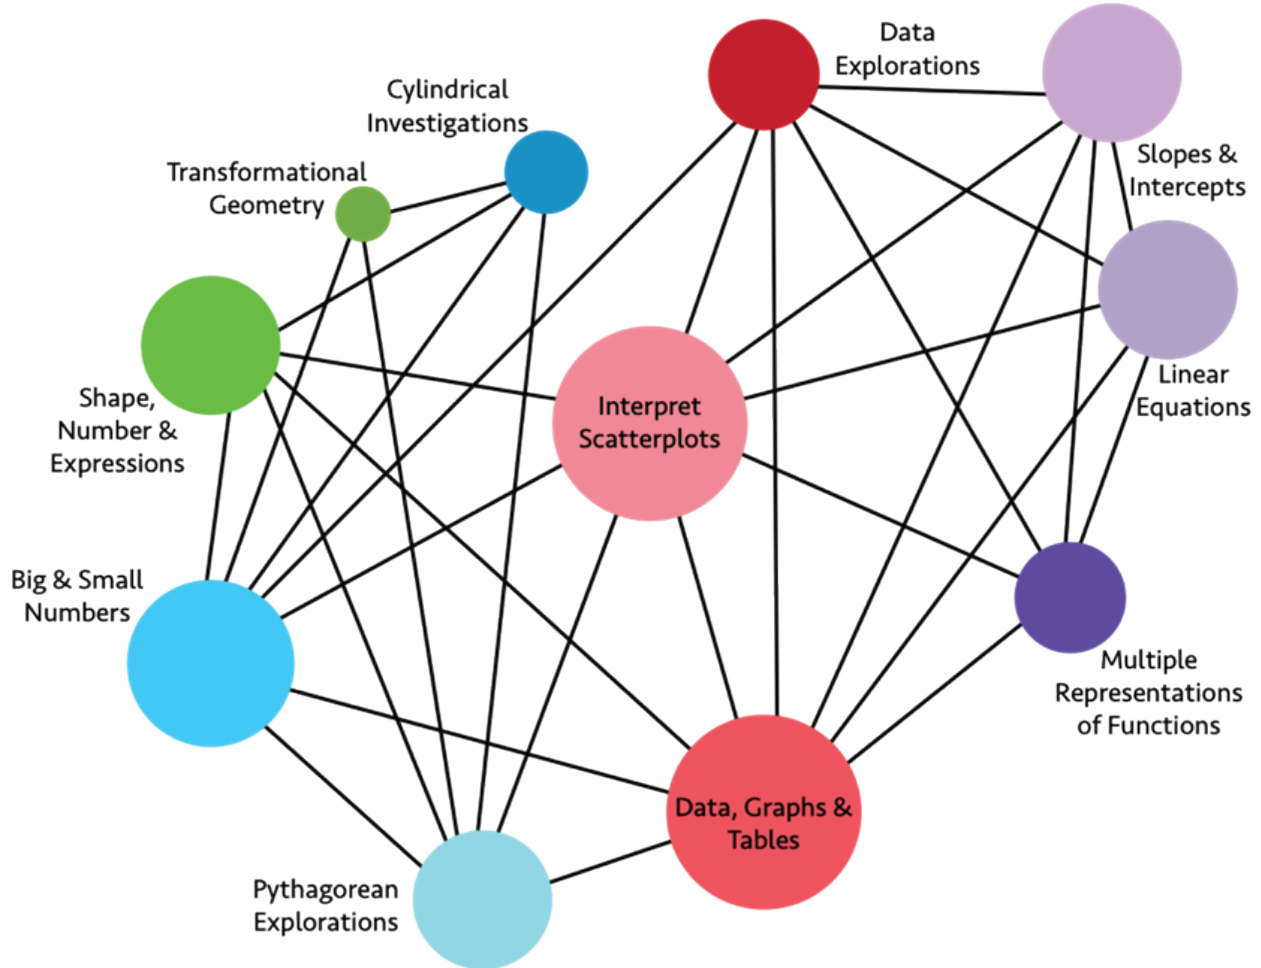 Data
Explorations
Cylindrical
Investigations
Slopes &
Intercepts
Transformational
Geometry
Linear
Equations
Shape,
Number &
Expressions
Interpret
Scatterplots
Big & Small
Numbers
Multiple
Representations
of Functions
Data, Graphs &
Tables
Pythagorean
Explorations